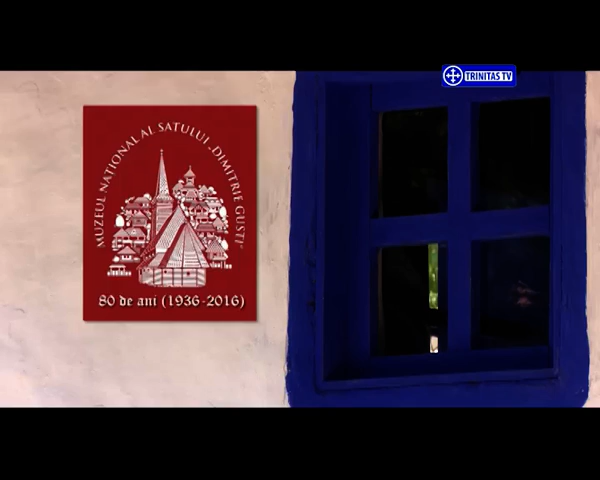 TRINITAS TV
MUZEUL NAȚIONAL AL SATULUI „DIMITRIE GUSTI”
80 de ani (1936-2016)